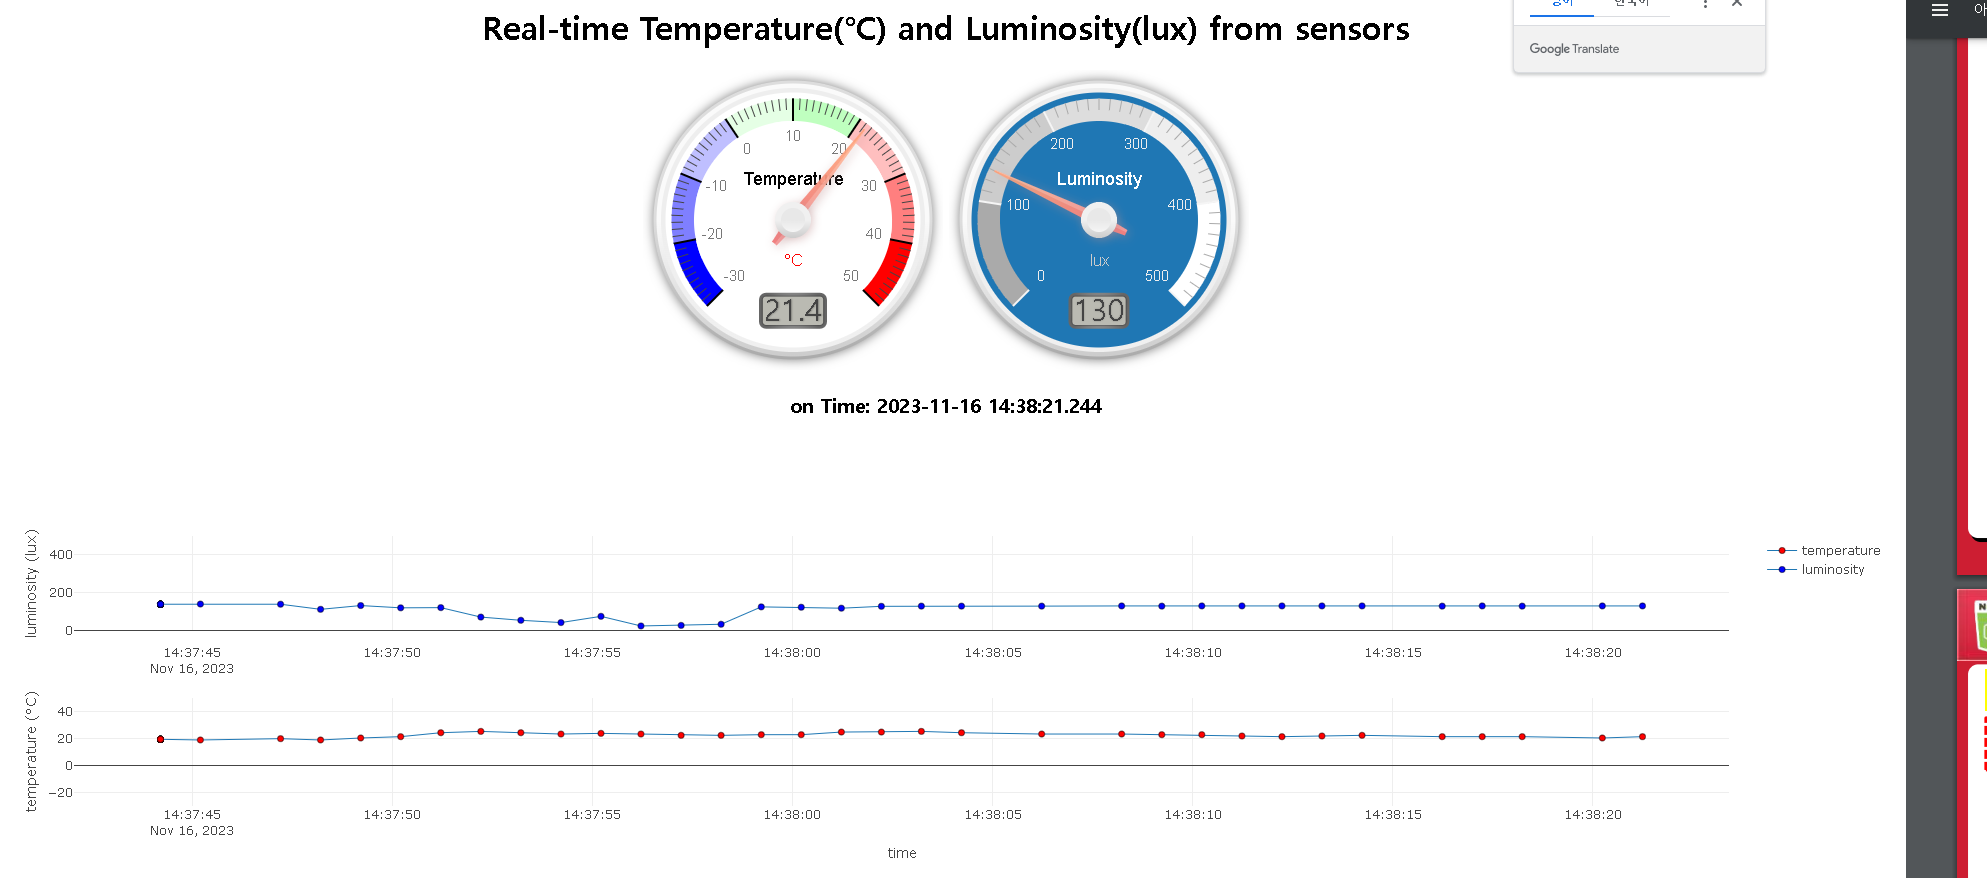 Real-time Temperature(°C) and Luminosity(lux) from sensors
Google Translate
-30
-20
-10
0
10
20
30
40
50
Temperature
°C
21.4
0
100
200
300
400
500
Luminosity
lux
130
on Time: 2023-11-16 14:38:21.244
luminosity (lux)
400
200
0
14:37:45
Nov 16, 2023
14:37:50
14:37:55
14:38:00
14:38:05
14:38:10
14:38:15
14:38:20
temperature
luminosity
temperature (°C)
40
20
0
−20
14:37:45
Nov 16, 2023
14:37:50
14:37:55
14:38:00
14:38:05
14:38:10
14:38:15
14:38:20
time